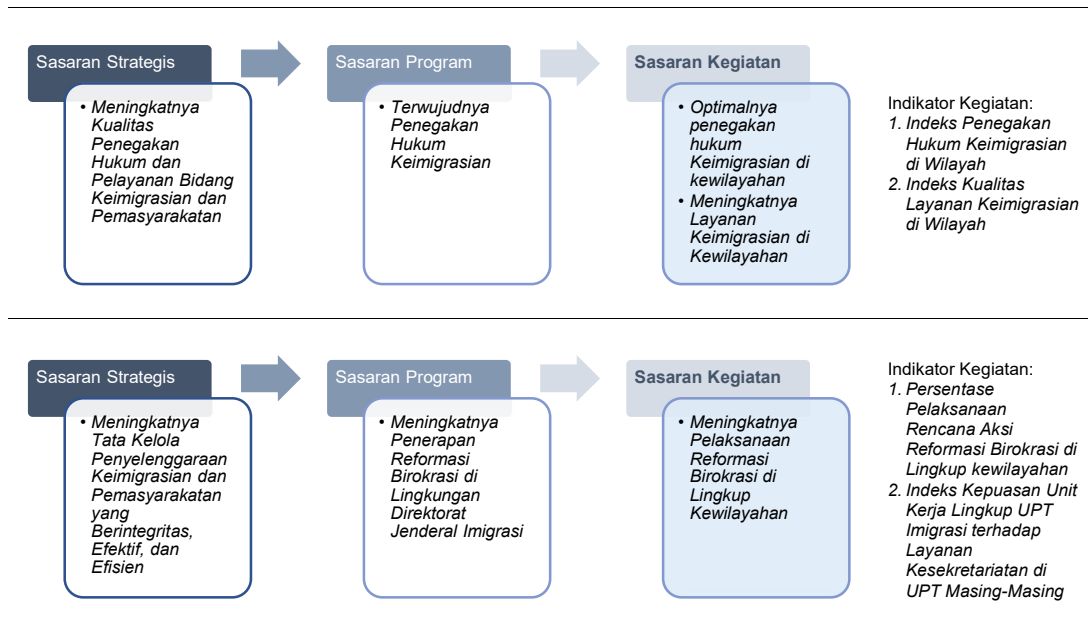 Sasaran Strategis
• Meningkatnya
Kualitas
Penegakan
Hukum dan
Pelayanan Bidang
Keimigrasian dan
Pemasyarakatan
Sasaran Program
• Terwujudnya
Penegakan
Hukum
Keimigrasian
Sasaran Kegiatan
• Optimalnya
penegakan
hukum
Keimigrasian di
kewilayahan
• Meningkatnya
Layanan
Keimigrasian di
Kewilayahan
Indikator Kegiatan:
1. Indeks Penegakan
Hukum Keimigrasian
di Wilayah
2. Indeks Kualitas
Layanan Keimigrasian
di Wilayah
Sasaran Strategis
• Meningkatnya
Tata Kelola
Penyelenggaraan
Keimigrasian dan
Pemasyarakatan
yang
Berintegritas,
Efektif, dan
Efisien
Sasaran Program
• Meningkatnya
Penerapan
Reformasi
Birokrasi di
Lingkungan
Direktorat
Jenderal Imigrasi
Sasaran Kegiatan
• Meningkatnya
Pelaksanaan
Reformasi
Birokrasi di
Lingkup
Kewilayahan
Indikator Kegiatan:
1. Persentase
Pelaksanaan
Rencana Aksi
Reformasi Birokrasi di
Lingkup kewilayahan
2. Indeks Kepuasan Unit
Kerja Lingkup UPT
Imigrasi terhadap
Layanan
Kesekretariatan di
UPT Masing-Masing